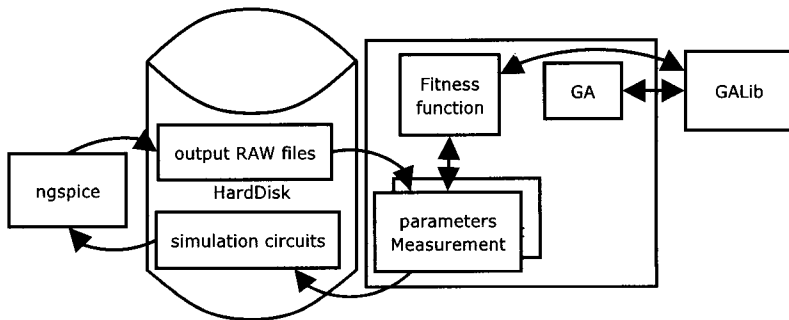 Fitness
function
GA
GALib
output RAW files
HardDisk
ngspice
simulation circuits
parameters
Measurement